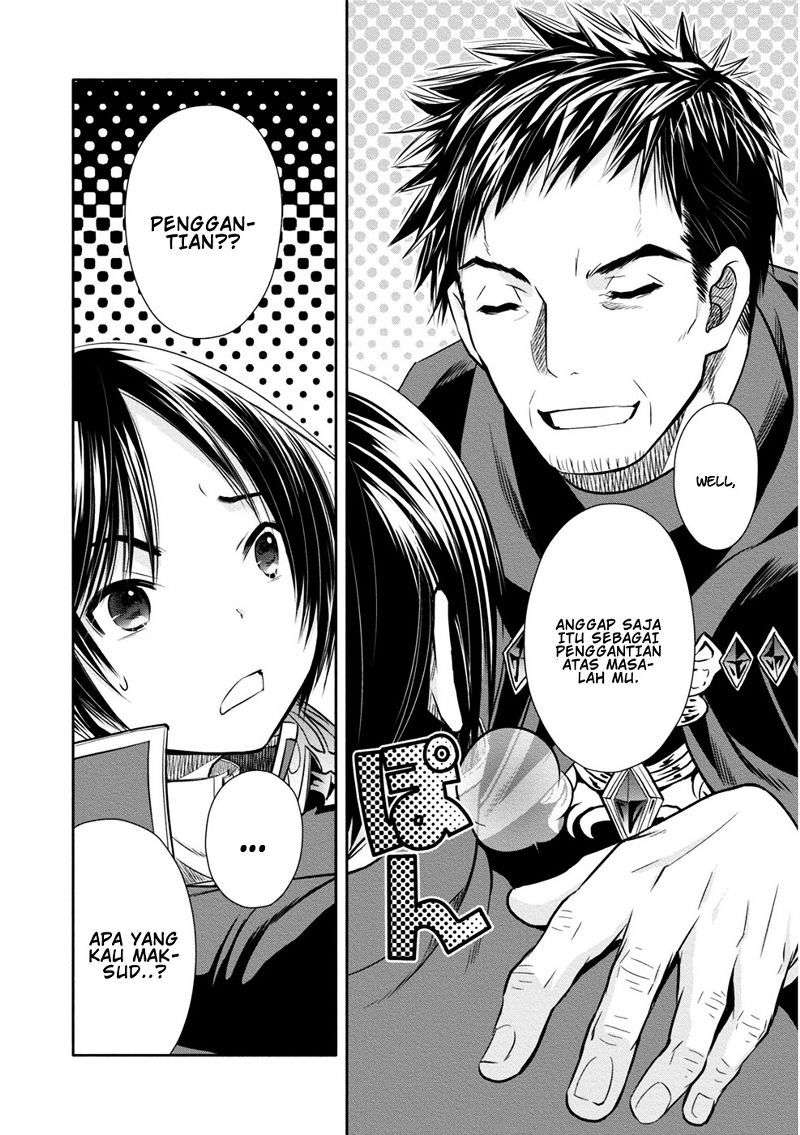 WELL,
ANGGAP SAJA
ITU SEBAGAI
PENGGANTIAN
ATAS MASA-
LAH MU.
ぽん
PENGGAN-
TIAN??
...
APA YANG
KAU MAK-
SUD..?